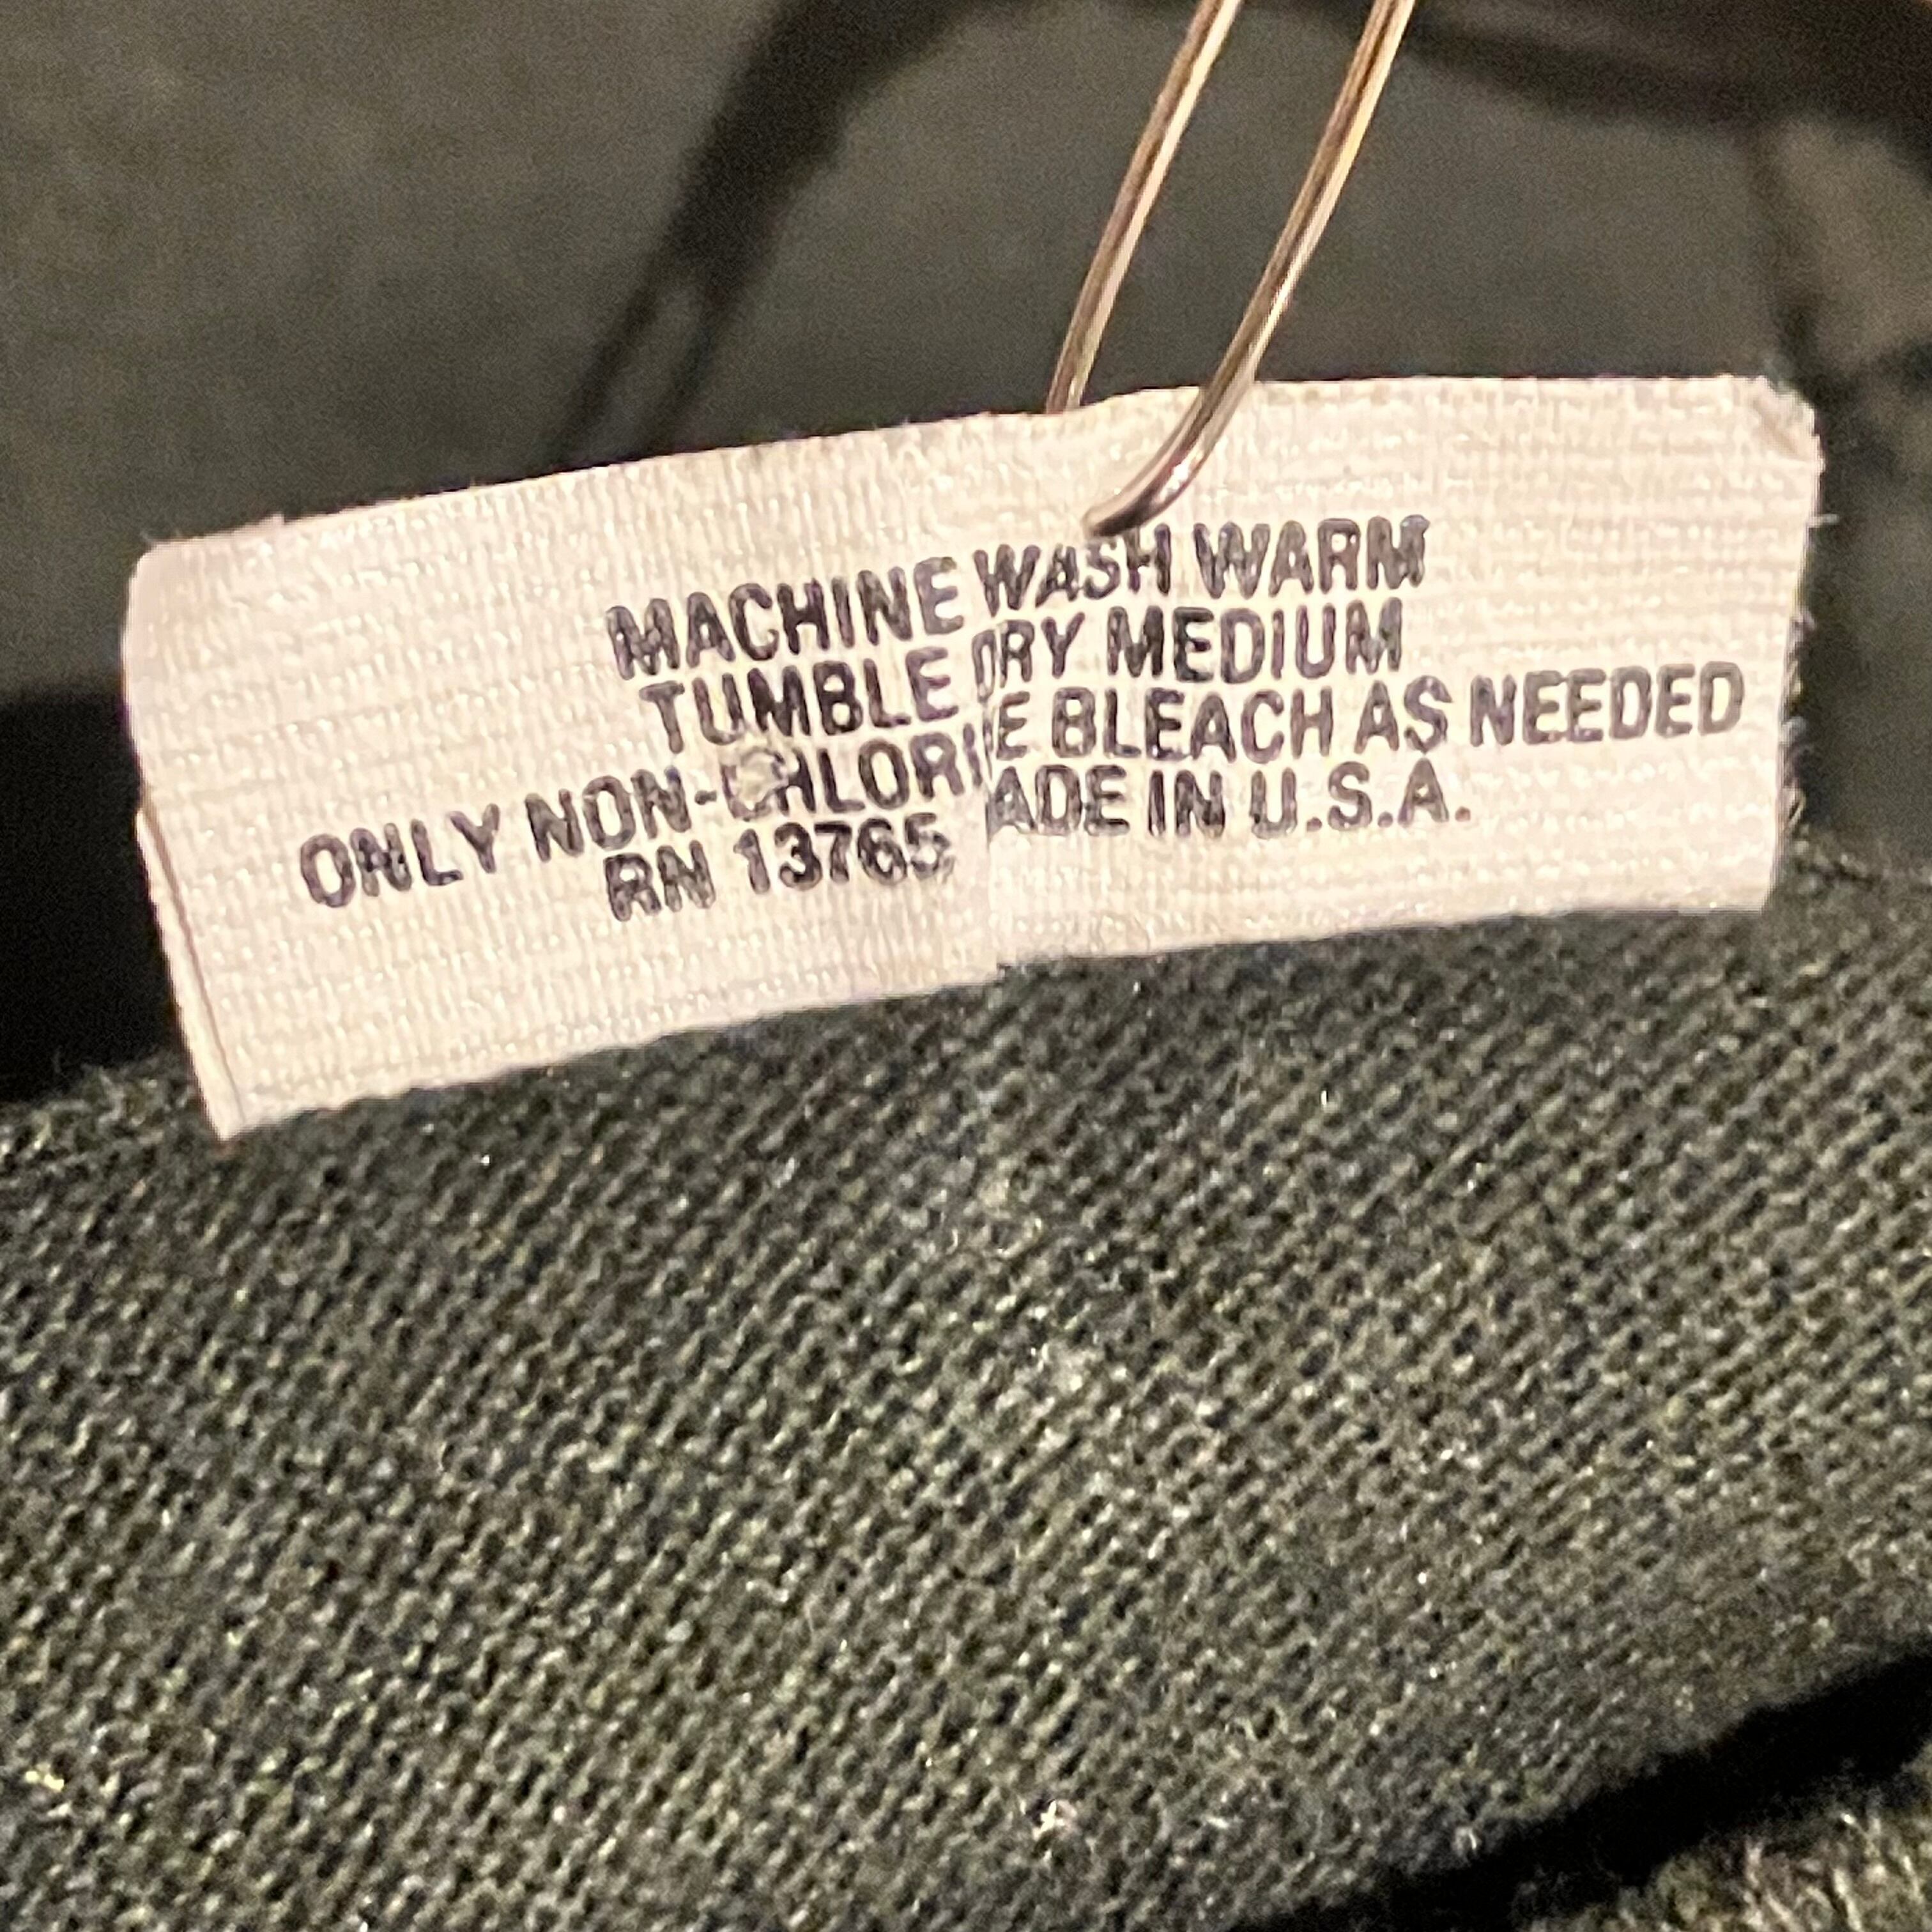 MACHINE WASH WARM
TUMBLE DRY MEDIUM
ONLY NON-CHLORINE BLEACH AS NEEDED
RN 13765 MADE IN U.S.A.